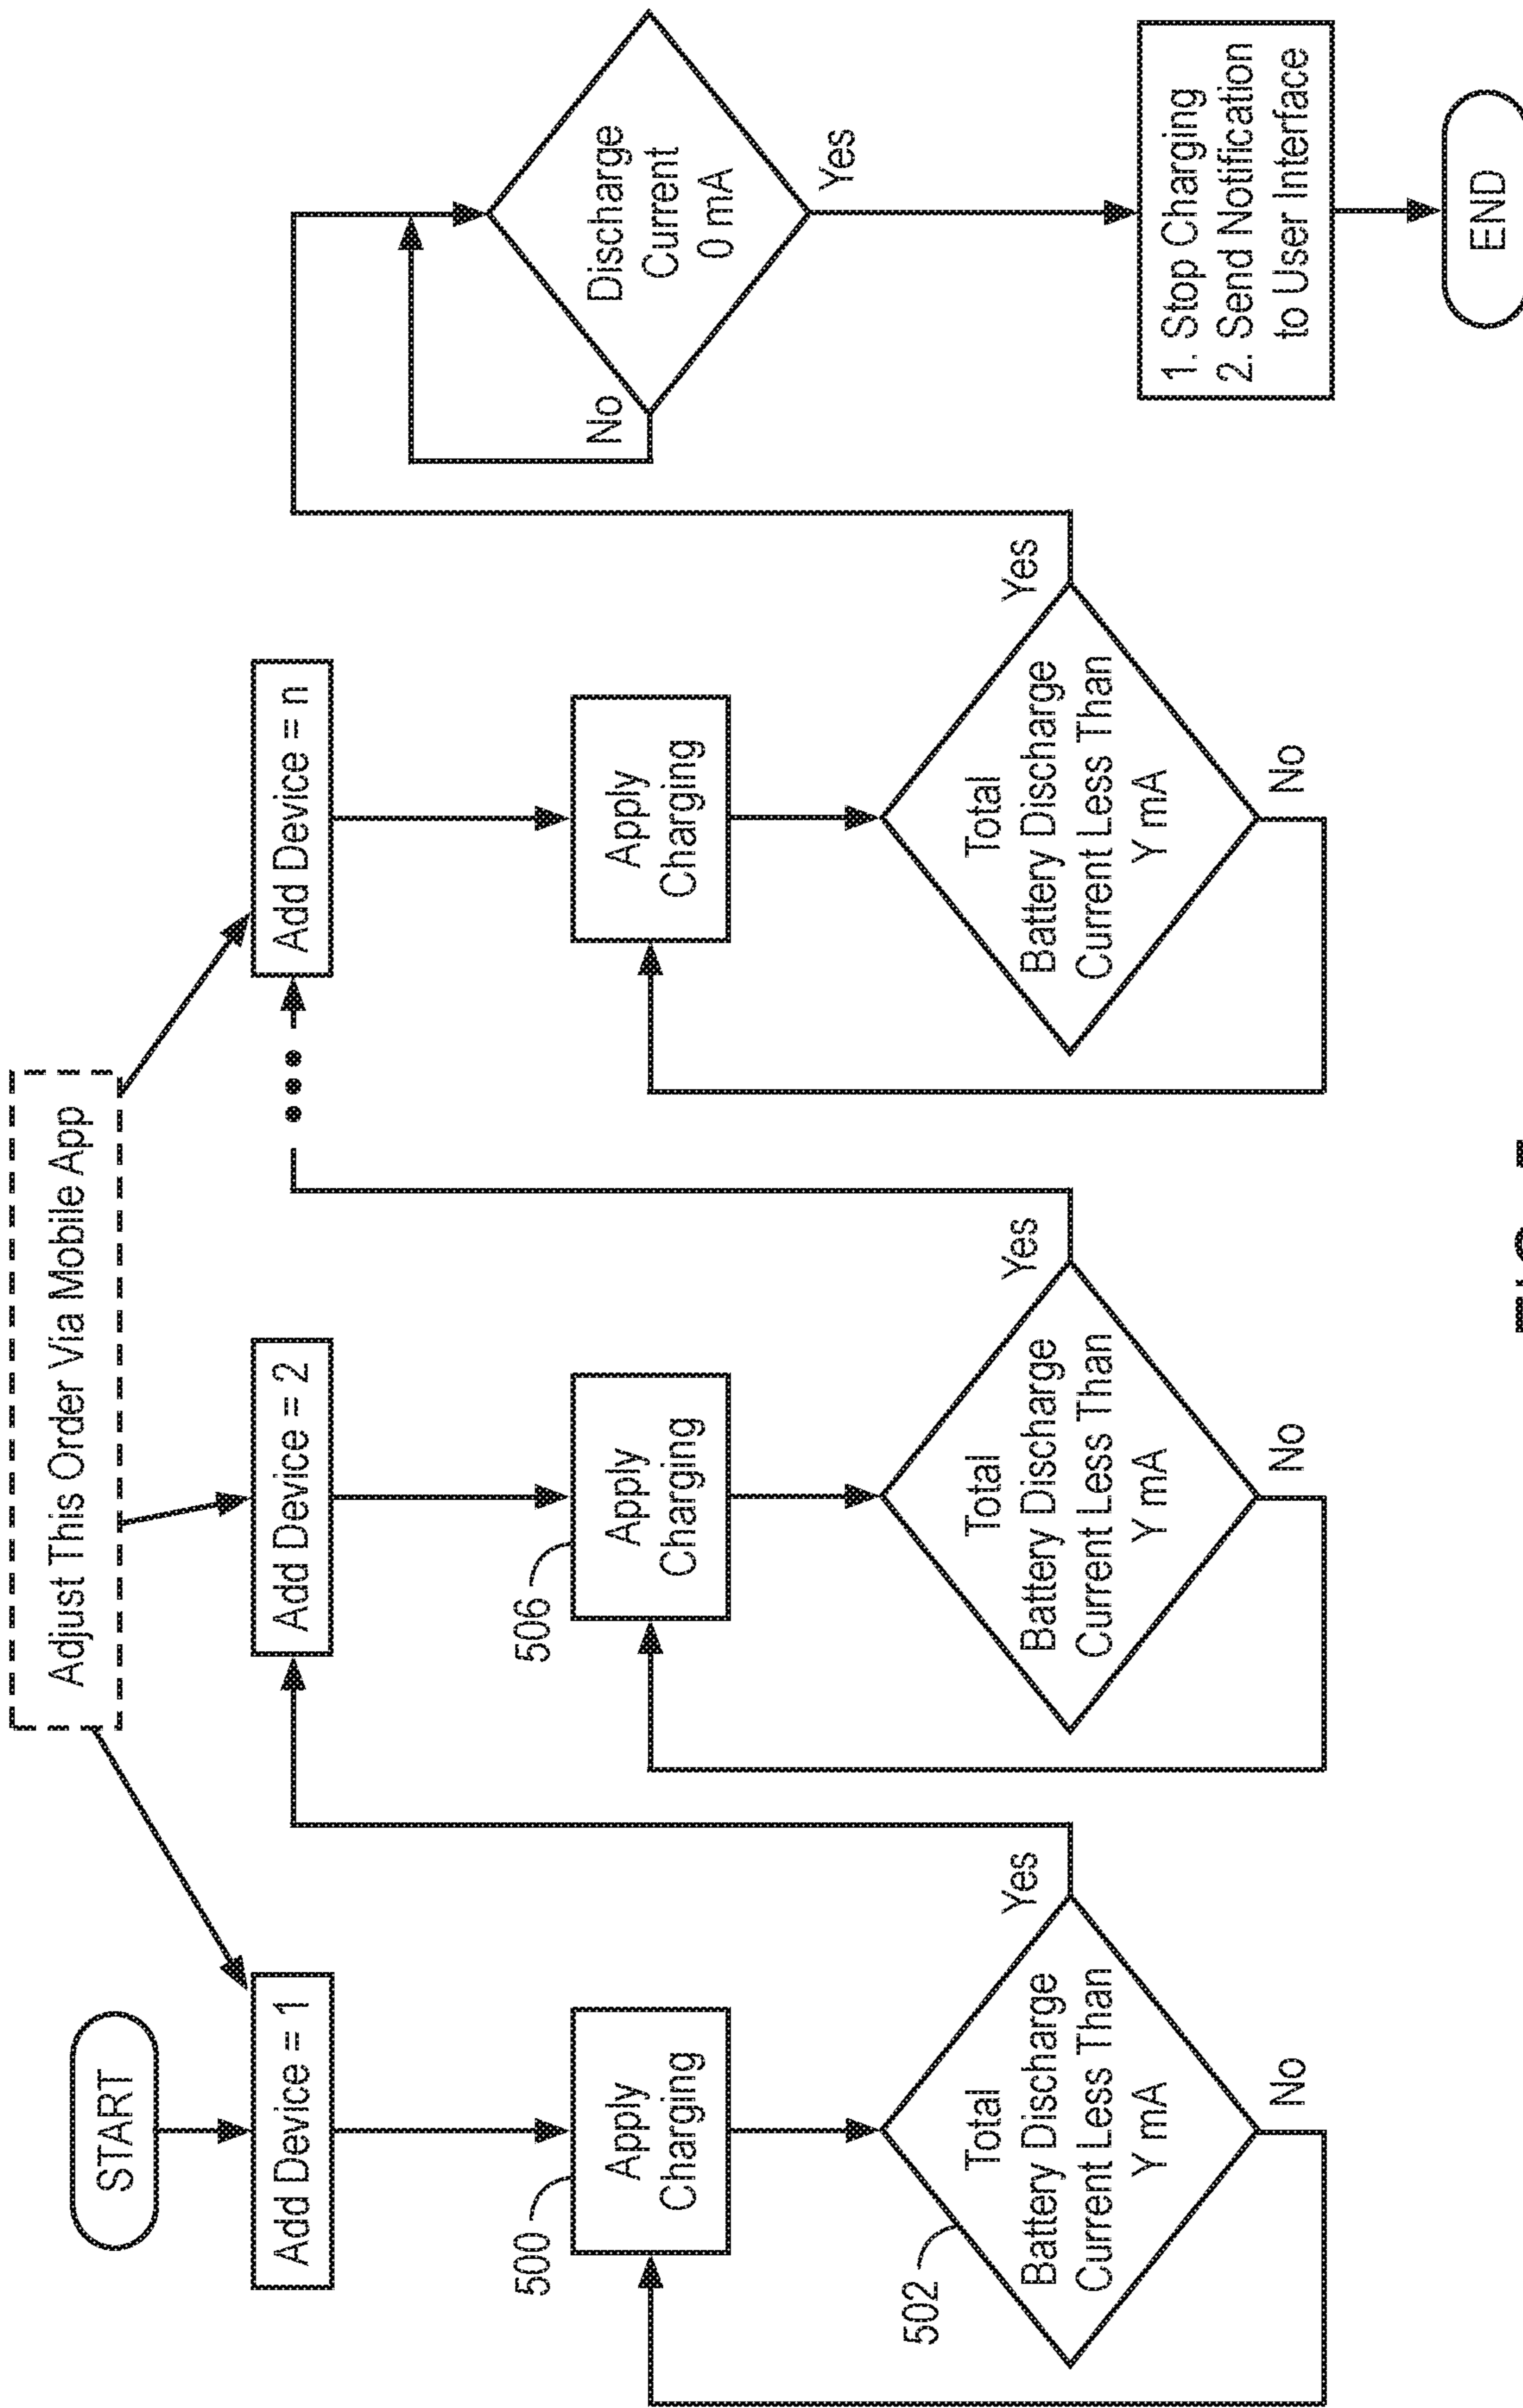 Adjust This Order Via Mobile App
START
Add Device = 1
500
Apply
Charging
502
Total
Battery Discharge
Current Less Than
Y mA
Yes
No
Add Device = 2
506
Apply
Charging
Total
Battery Discharge
Current Less Than
Y mA
Yes
No
Add Device = n
Apply
Charging
Total
Battery Discharge
Current Less Than
Y mA
Yes
No
Discharge
Current
0 mA
No
Yes
1. Stop Charging
2. Send Notification
to User Interface
END